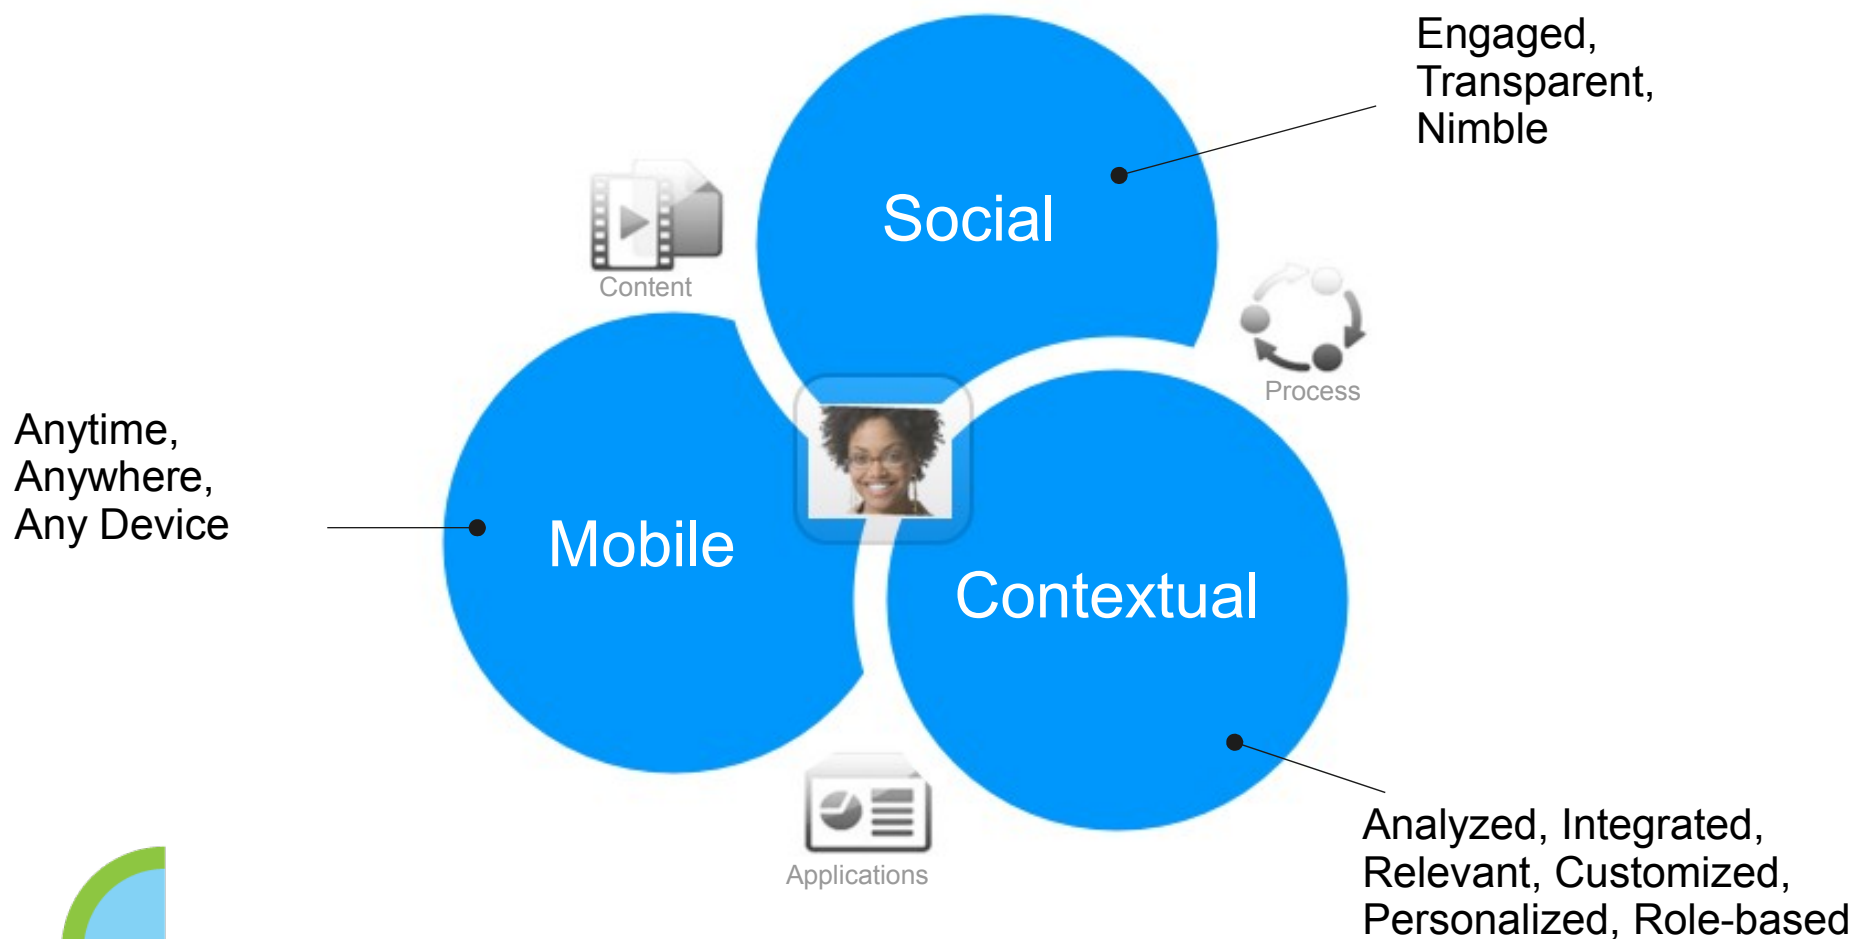 Engaged,
Transparent,
Nimble
Social
Content
Process
Anytime,
Anywhere,
Any Device
Mobile
Contextual
Applications
Analyzed, Integrated,
Relevant, Customized,
Personalized, Role-based